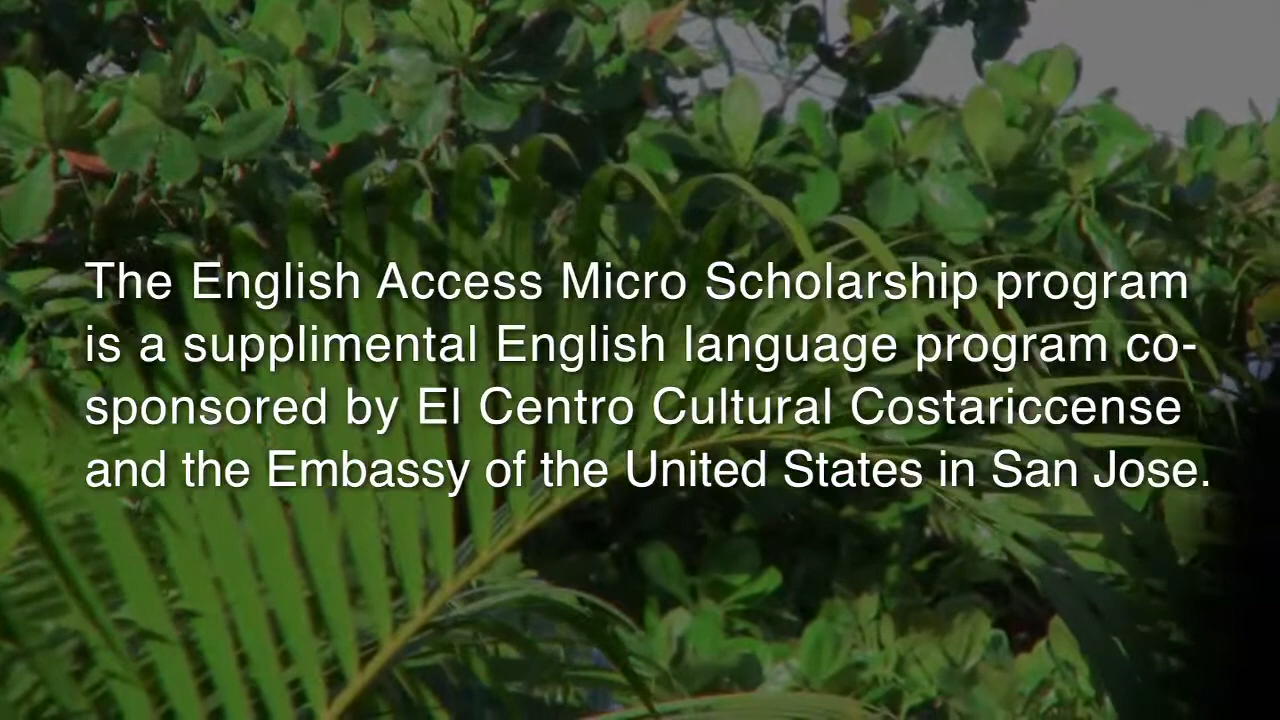 The English Access Micro Scholarship program
is a supplimental English language program co-
sponsored by El Centro Cultural Costariccense
and the Embassy of the United States in San Jose.